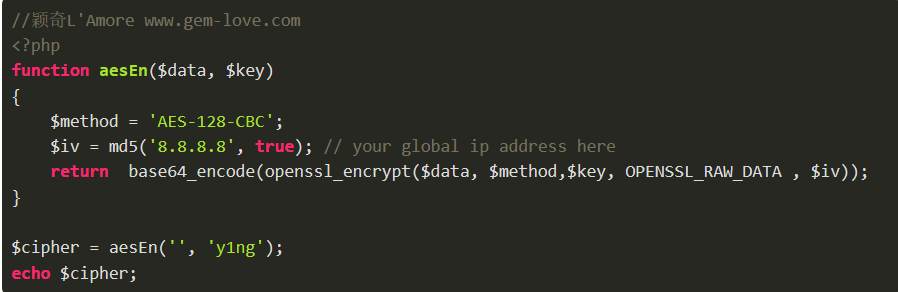 //颖奇L'Amore www.gem-love.com
<?php
function aesEn($data, $key)
{
    $method = 'AES-128-CBC';
    $iv = md5('8.8.8.8', true); // your global ip address here
    return  base64_encode(openssl_encrypt($data, $method,$key, OPENSSL_RAW_DATA , $iv));
}

$cipher = aesEn('', 'y1ng');
echo $cipher;